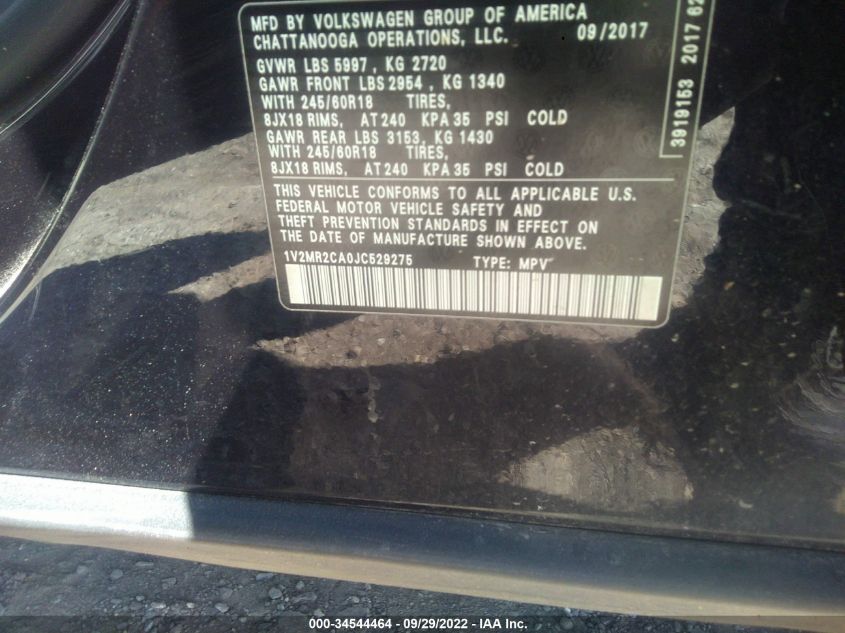 MFD BY VOLKSWAGEN GROUP OF AMERICA
CHATTANOOGA OPERATIONS, LLC. 09/2017
GVWR LBS 5997 , KG 2720
GAWR FRONT LBS 2954 , KG 1340
WITH 245/60R18 TIRES,
8JX18 RIMS, AT 240 KPA 35 PSI COLD
GAWR REAR LBS 3153, KG 1430
WITH 245/60R18 TIRES,
8JX18 RIMS, AT 240 KPA 35 PSI COLD
THIS VEHICLE CONFORMS TO ALL APPLICABLE U.S.
FEDERAL MOTOR VEHICLE SAFETY AND
THEFT PREVENTION STANDARDS IN EFFECT ON
THE DATE OF MANUFACTURE SHOWN ABOVE.
1V2MR2CA0JC529275 TYPE: MPV
3919153 2017 62
000-34544464 - 09/29/2022 - IAA Inc.